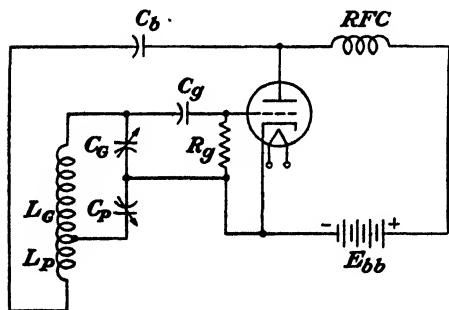 C_b
RFC
C_g
C_G
R_g
L_G
C_P
L_P
- +
E_bb